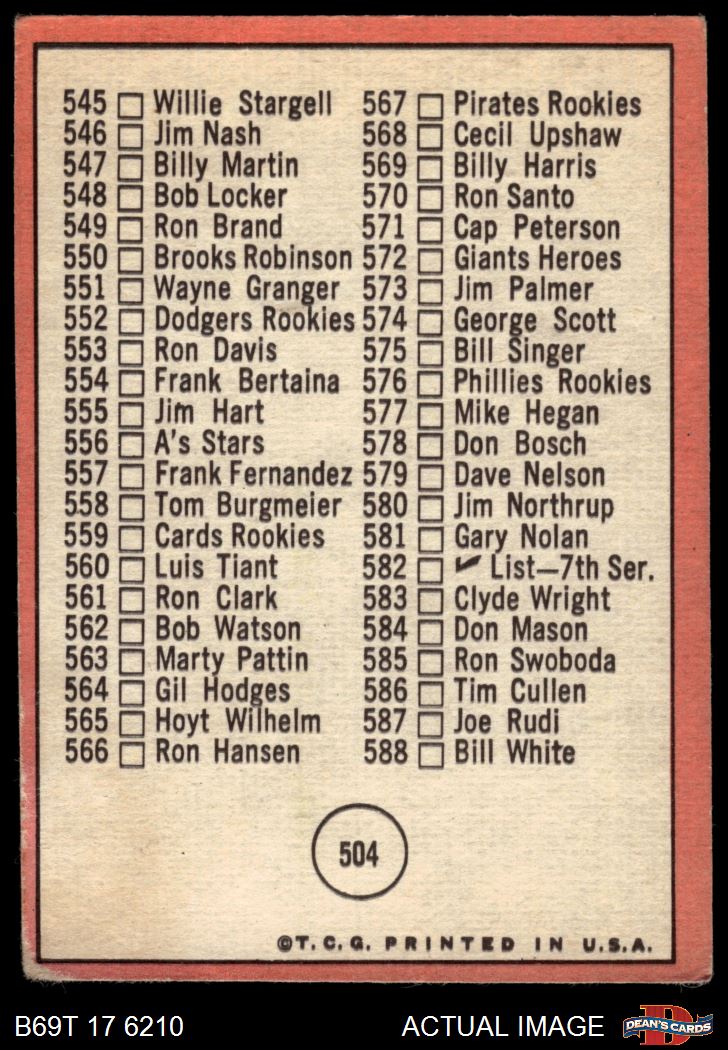 545 Willie Stargell
546 Jim Nash
547 Billy Martin
548 Bob Locker
549 Ron Brand
550 Brooks Robinson
551 Wayne Granger
552 Dodgers Rookies
553 Ron Davis
554 Frank Bertaina
555 Jim Hart
556 A's Stars
557 Frank Fernandez
558 Tom Burgmeier
559 Cards Rookies
560 Luis Tiant
561 Ron Clark
562 Bob Watson
563 Marty Pattin
564 Gil Hodges
565 Hoyt Wilhelm
566 Ron Hansen
567 Pirates Rookies
568 Cecil Upshaw
569 Billy Harris
570 Ron Santo
571 Cap Peterson
572 Giants Heroes
573 Jim Palmer
574 George Scott
575 Bill Singer
576 Phillies Rookies
577 Mike Hegan
578 Don Bosch
579 Dave Nelson
580 Jim Northrup
581 Gary Nolan
582 ✔ List—7th Ser.
583 Clyde Wright
584 Don Mason
585 Ron Swoboda
586 Tim Cullen
587 Joe Rudi
588 Bill White
504
©T.C.G. PRINTED IN U.S.A.
B69T 17 6210
ACTUAL IMAGE
D
DEAN'S CARDS